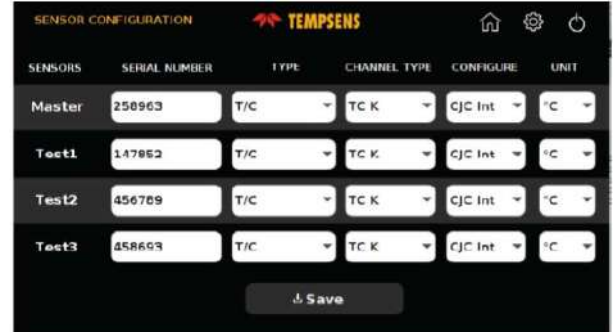 SENSOR CONFIGURATION TEMPSENS
SENSORS SERIAL NUMBER TYPE CHANNEL TYPE CONFIGURE UNIT
Master 258963 T/C TC K CJC Int °C
Test1 147852 T/C TC K CJC Int °C
Test2 456789 T/C TC K CJC Int °C
Test3 458693 T/C TC K CJC Int °C
Save